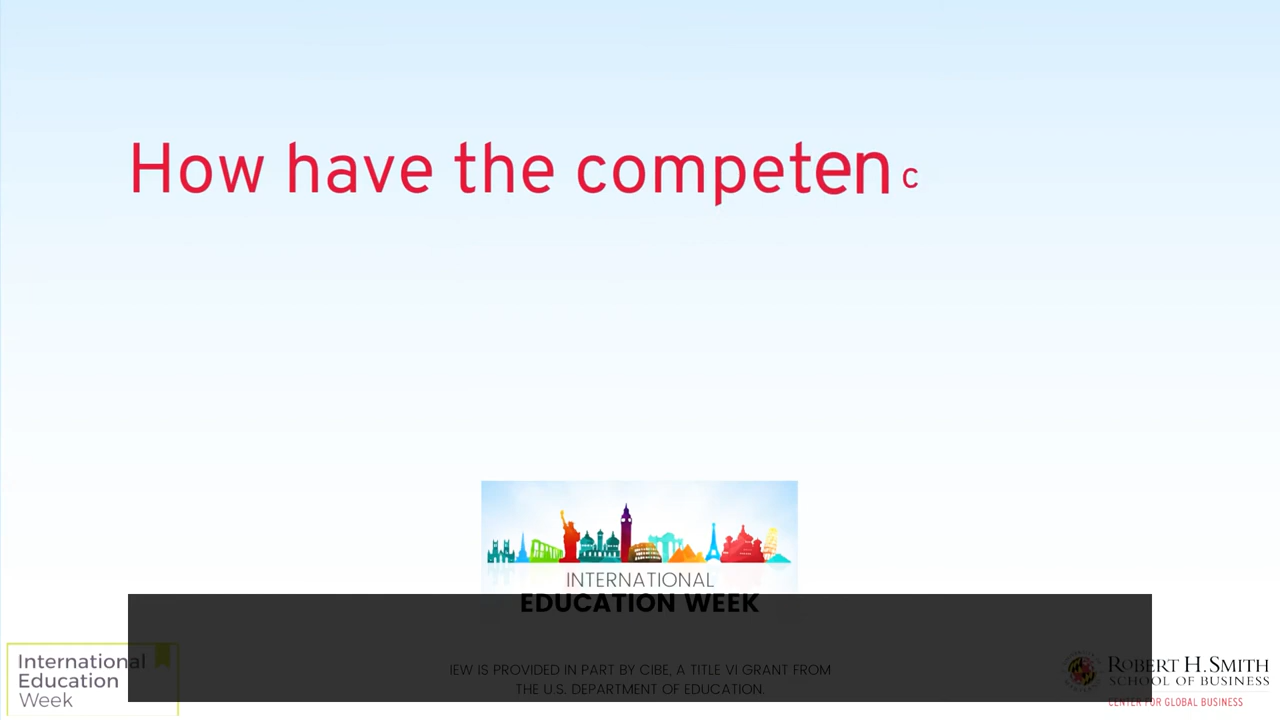 How have the competenc
INTERNATIONAL
EDUCATION WEEK
International
Education
Week
IEW IS PROVIDED IN PART BY CIBE, A TITLE VI GRANT FROM
THE U.S. DEPARTMENT OF EDUCATION.
ROBERT H. SMITH
SCHOOL OF BUSINESS
CENTER FOR GLOBAL BUSINESS